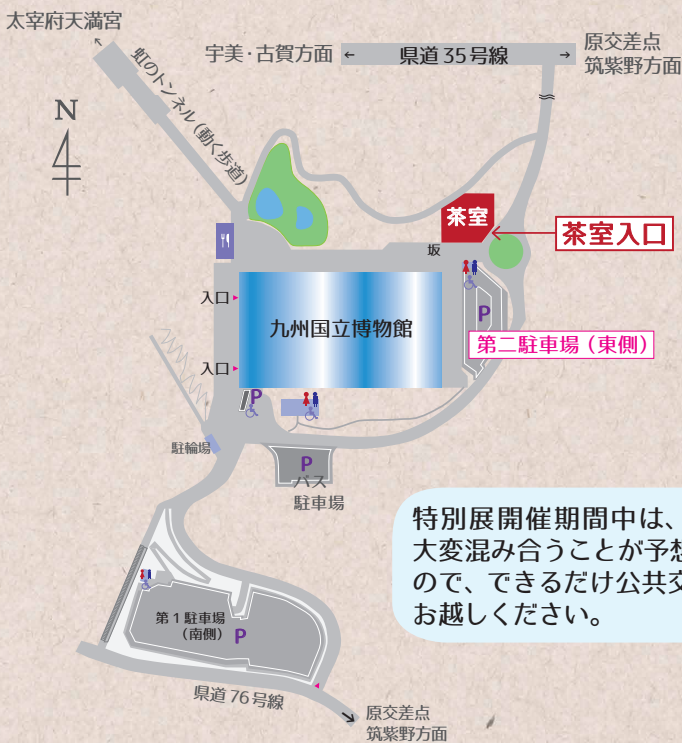 太宰府天満宮
宇美・古賀方面
県道35号線
原交差点
筑紫野方面
虹のトンネル(動く歩道)
N
茶室
茶室入口
坂
入口
九州国立博物館
P
第二駐車場(東側)
入口
P
駐輪場
P
バス
駐車場
特別展開催期間中は、
大変混み合うことが予想
ので、できるだけ公共交
お越しください。
第1駐車場
(南側)
P
県道76号線
原交差点
筑紫野方面